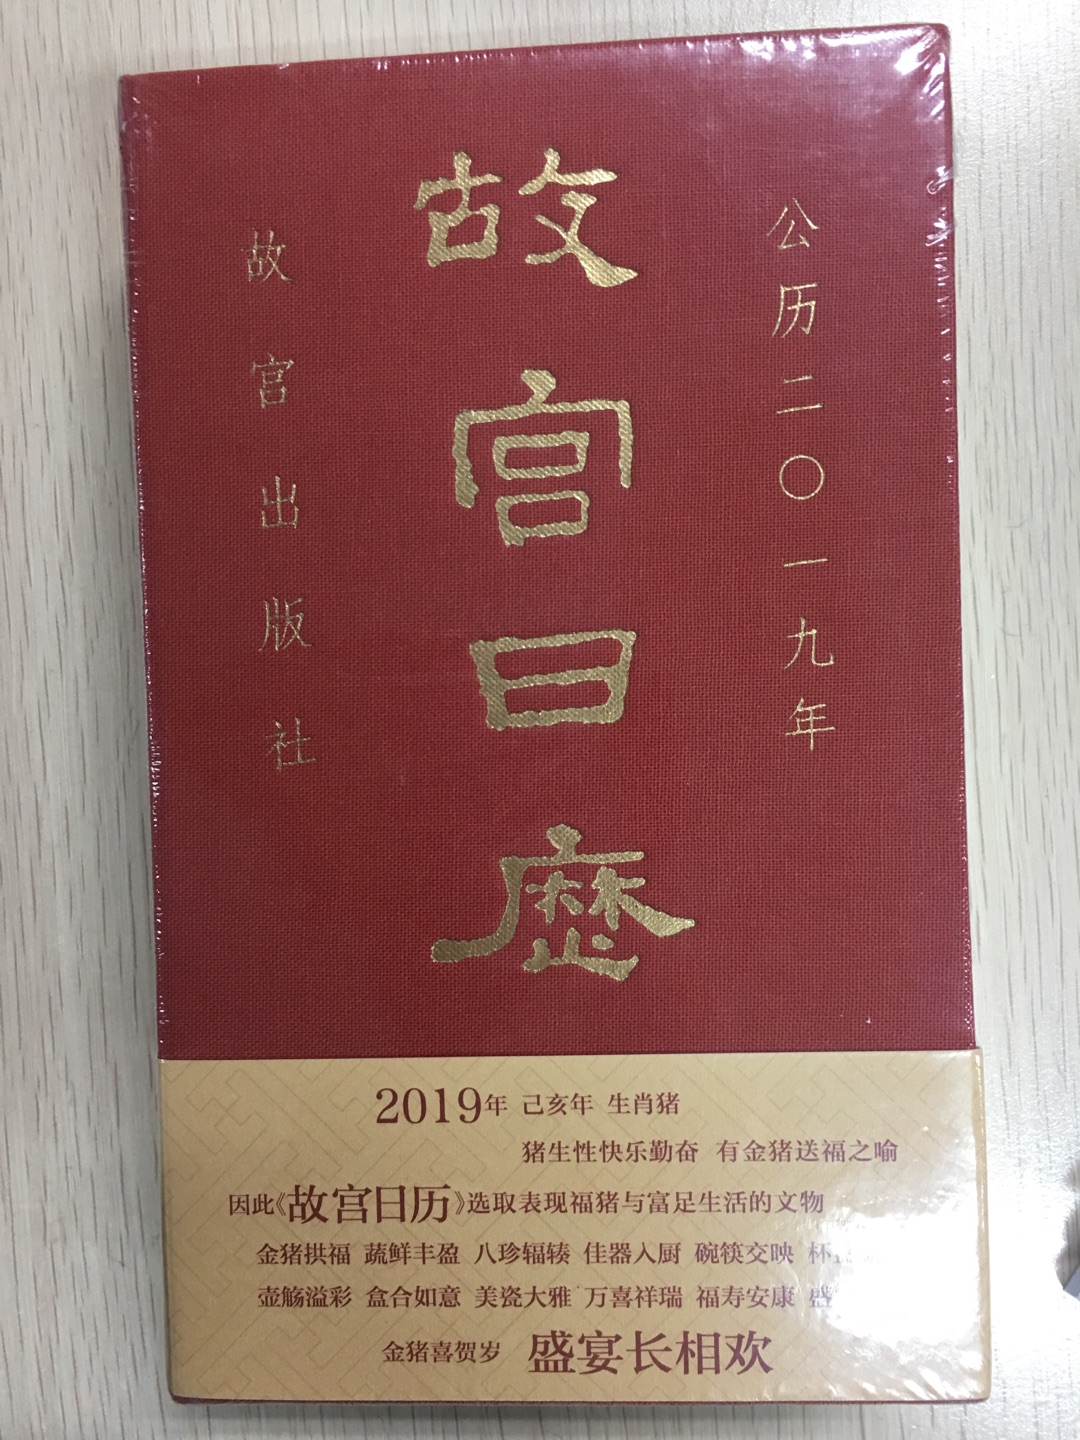 公历二〇一九年
故宫日歷
故宫出版社
2019年 己亥年 生肖猪
猪生性快乐勤奋 有金猪送福之喻
因此《故宫日历》选取表现福猪与富足生活的文物
金猪拱福 蔬鲜丰盈 八珍辐辏 佳器入厨 碗筷交映 杯
壶觞溢彩 盒合如意 美瓷大雅 万喜祥瑞 福寿安康 盛
金猪喜贺岁 盛宴长相欢